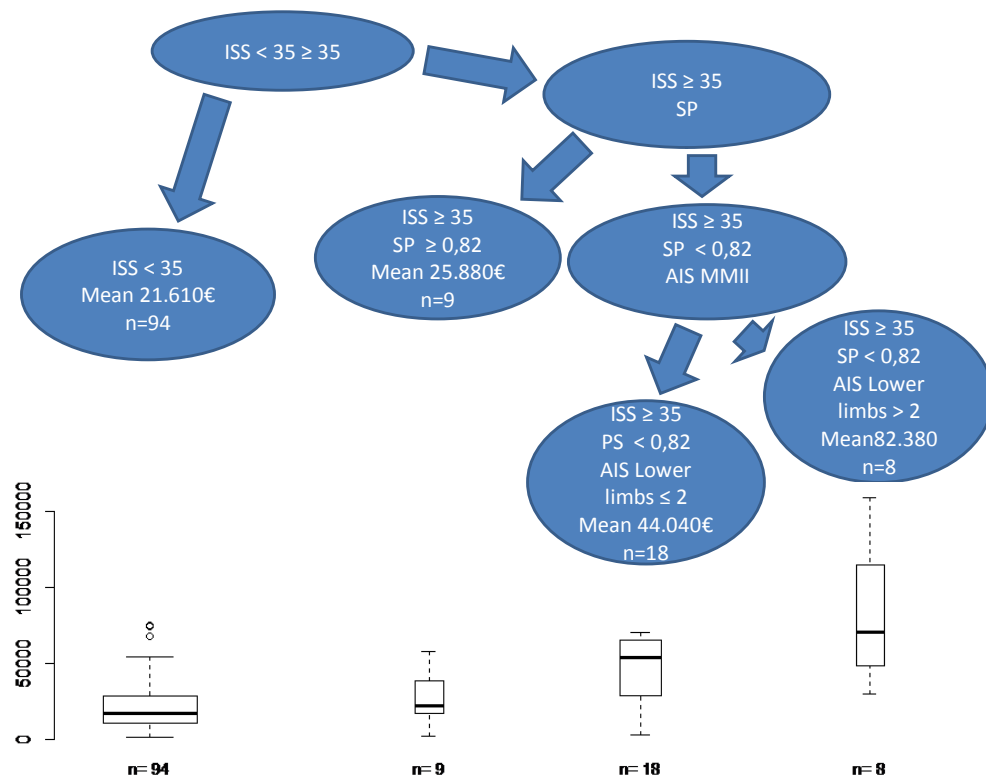 ISS < 35 ≥ 35
ISS ≥ 35
SP
ISS < 35
Mean 21.610€
n=94
ISS ≥ 35
SP ≥ 0,82
Mean 25.880€
n=9
ISS ≥ 35
SP < 0,82
AIS MMII
ISS ≥ 35
PS < 0,82
AIS Lower
limbs ≤ 2
Mean 44.040€
n=18
ISS ≥ 35
SP < 0,82
AIS Lower
limbs > 2
Mean82.380
n=8
150000
100000
50000
0
n= 94
n= 9
n= 18
n= 8